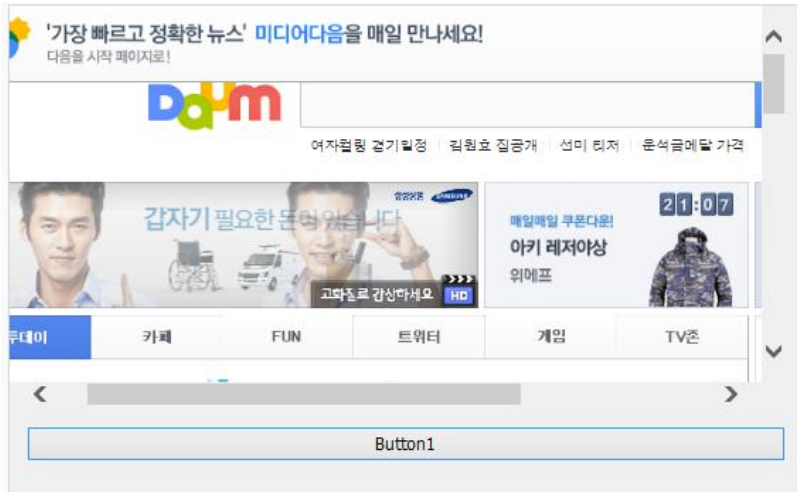 '가장 빠르고 정확한 뉴스' 미디어다음을 매일 만나세요!
다음을 시작 페이지로!
Daum
여자컬링 경기일정 김원효 집공개 선미 티저 운석금메달 가격
삼성생명 SAMSUNG
갑자기 필요한 돈이 있습니다
고화질로 감상하세요 HD
21:07
매일매일 쿠폰다운!
아키 레저야상
위메프
투데이 카페 FUN 트위터 게임 TV존
Button1